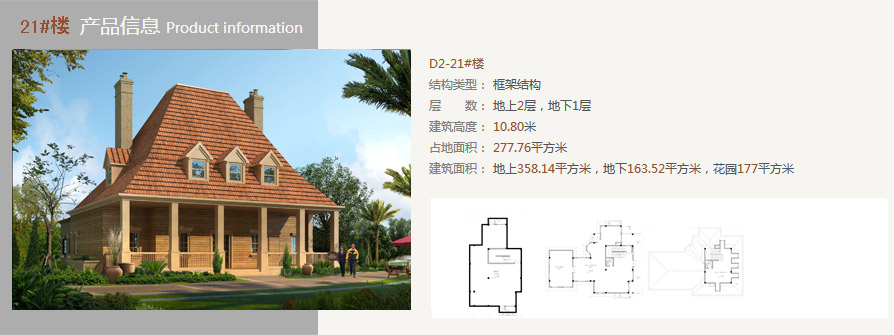 21#楼 产品信息 Product information
D2-21#楼
结构类型： 框架结构
层　　数： 地上2层，地下1层
建筑高度： 10.80米
占地面积： 277.76平方米
建筑面积： 地上358.14平方米，地下163.52平方米，花园177平方米